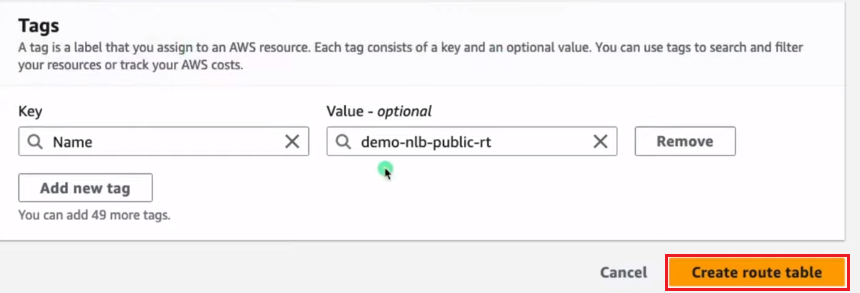 Tags
A tag is a label that you assign to an AWS resource. Each tag consists of a key and an optional value. You can use tags to search and filter
your resources or track your AWS costs.
Key
Value - optional
Name
demo-nlb-public-rt
Remove
Add new tag
You can add 49 more tags.
Cancel
Create route table